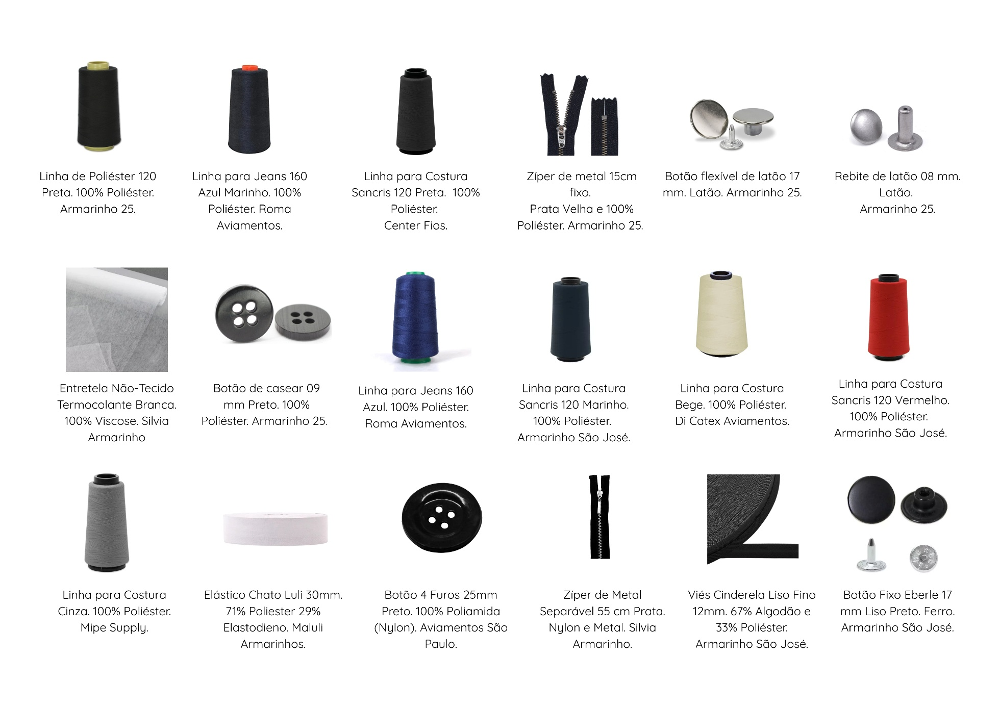 Linha de Poliéster 120
Preta. 100% Poliéster.
Armarinho 25.
Linha para Jeans 160
Azul Marinho. 100%
Poliéster. Roma
Aviamentos.
Linha para Costura
Sancris 120 Preta.  100%
Poliéster.
Center Fios.
Zíper de metal 15cm
fixo.
Prata Velha e 100%
Poliéster. Armarinho 25.
Botão flexível de latão 17
mm. Latão. Armarinho 25.
Rebite de latão 08 mm.
Latão.
Armarinho 25.
Entretela Não-Tecido
Termocolante Branca.
100% Viscose. Silvia
Armarinho
Botão de casear 09
mm Preto. 100%
Poliéster. Armarinho 25.
Linha para Jeans 160
Azul. 100% Poliéster.
Roma Aviamentos.
Linha para Costura
Sancris 120 Marinho.
100% Poliéster.
Armarinho São José.
Linha para Costura
Bege. 100% Poliéster.
Di Catex Aviamentos.
Linha para Costura
Sancris 120 Vermelho.
100% Poliéster.
Armarinho São José.
Linha para Costura
Cinza. 100% Poliéster.
Mipe Supply.
Elástico Chato Luli 30mm.
71% Poliester 29%
Elastodieno. Maluli
Armarinhos.
Botão 4 Furos 25mm
Preto. 100% Poliamida
(Nylon). Aviamentos São
Paulo.
Zíper de Metal
Separável 55 cm Prata.
Nylon e Metal. Silvia
Armarinho.
Viés Cinderela Liso Fino
12mm. 67% Algodão e
33% Poliéster.
Armarinho São José.
Botão Fixo Eberle 17
mm Liso Preto. Ferro.
Armarinho São José.